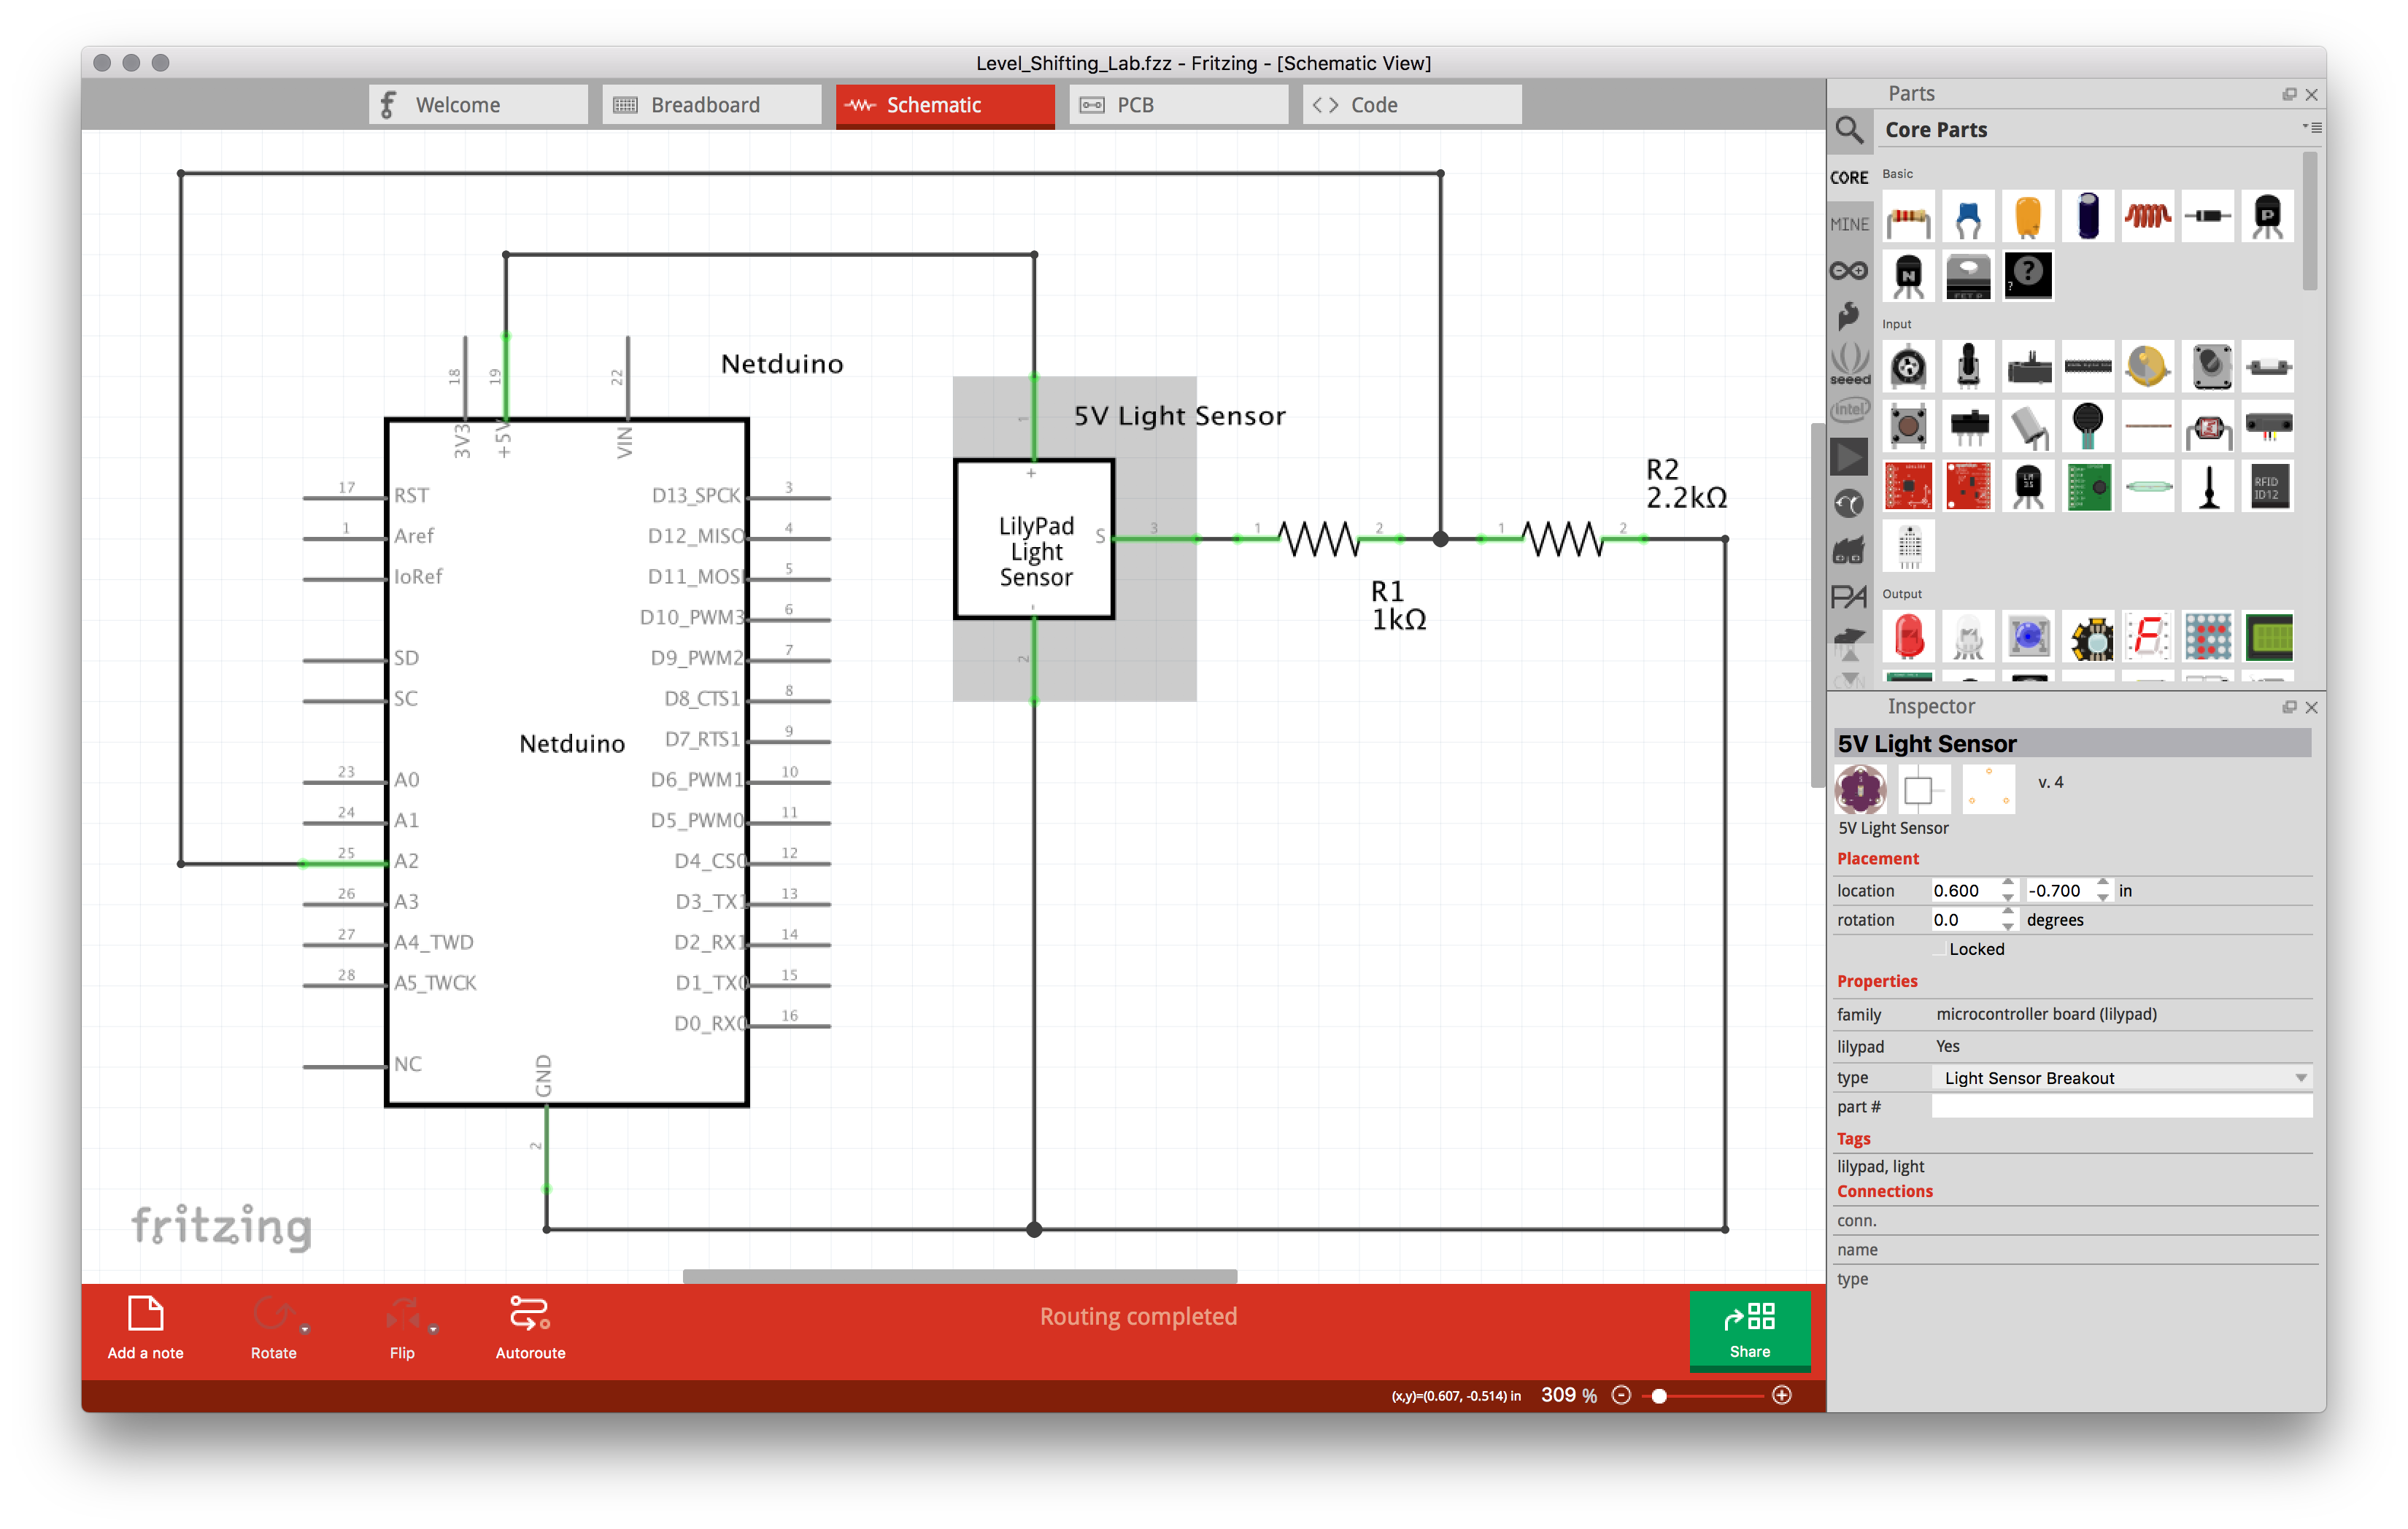 Level_Shifting_Lab.fzz - Fritzing - [Schematic View]
Welcome
Breadboard
Schematic
PCB
Code
Netduino
18
19
22
3V3
+5V
VIN
17
RST
1
Aref
IoRef
SD
SC
23
A0
24
A1
25
A2
26
A3
27
A4_TWD
28
A5_TWCK
NC
Netduino
D13_SPCK
3
D12_MISO
4
D11_MOSI
5
D10_PWM3
6
D9_PWM2
7
D8_CTS1
8
D7_RTS1
9
D6_PWM1
10
D5_PWM0
11
D4_CS0
12
D3_TX1
13
D2_RX1
14
D1_TX0
15
D0_RX0
16
GND
2
5V Light Sensor
1
+
LilyPad
Light
Sensor
S
3
-
2
1
2
R1
1kΩ
1
2
R2
2.2kΩ
fritzing
Add a note
Rotate
Flip
Autoroute
Routing completed
Share
(x,y)=(0.607, -0.514) in
309 %
Parts
Core Parts
CORE
MINE
seeed
intel
PA
CON
Basic
P
N
FET P
?
?
Input
LM
35
RFID
ID12
Output
Inspector
5V Light Sensor
v. 4
5V Light Sensor
Placement
location 0.600 -0.700 in
rotation 0.0 degrees
Locked
Properties
family microcontroller board (lilypad)
lilypad Yes
type Light Sensor Breakout
part #
Tags
lilypad, light
Connections
conn.
name
type